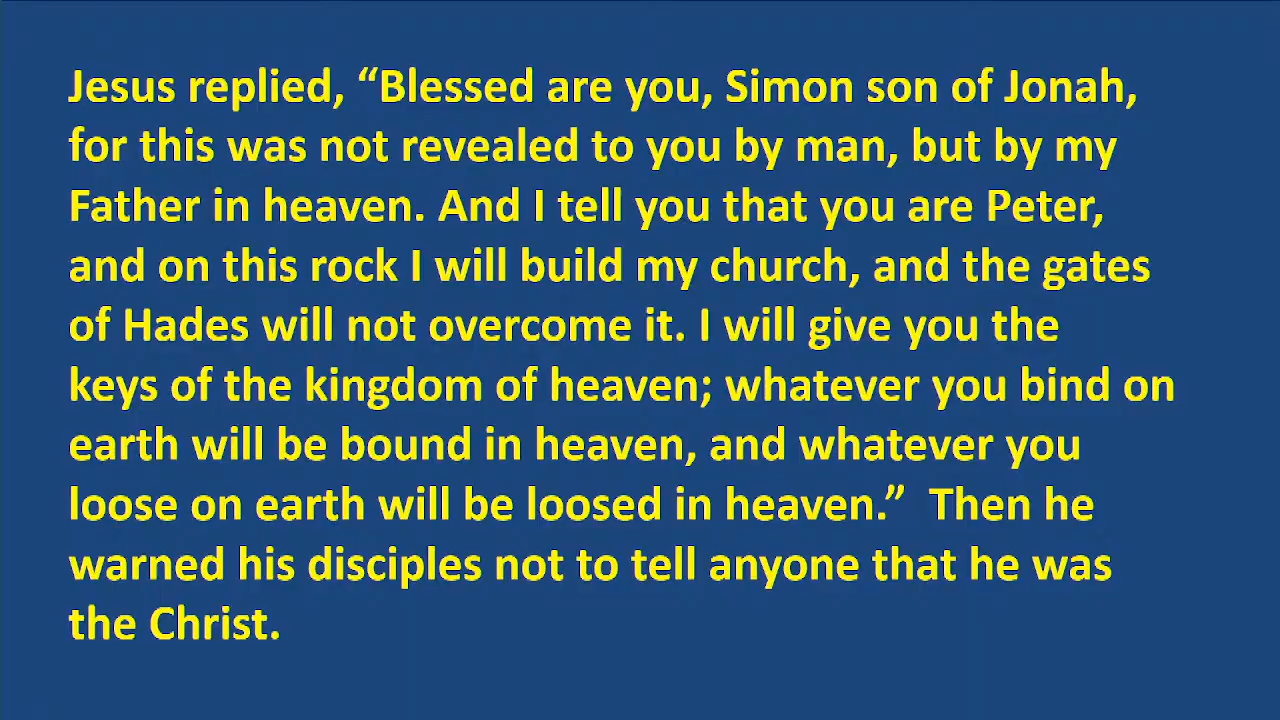 Jesus replied, “Blessed are you, Simon son of Jonah,
for this was not revealed to you by man, but by my
Father in heaven. And I tell you that you are Peter,
and on this rock I will build my church, and the gates
of Hades will not overcome it. I will give you the
keys of the kingdom of heaven; whatever you bind on
earth will be bound in heaven, and whatever you
loose on earth will be loosed in heaven.”  Then he
warned his disciples not to tell anyone that he was
the Christ.